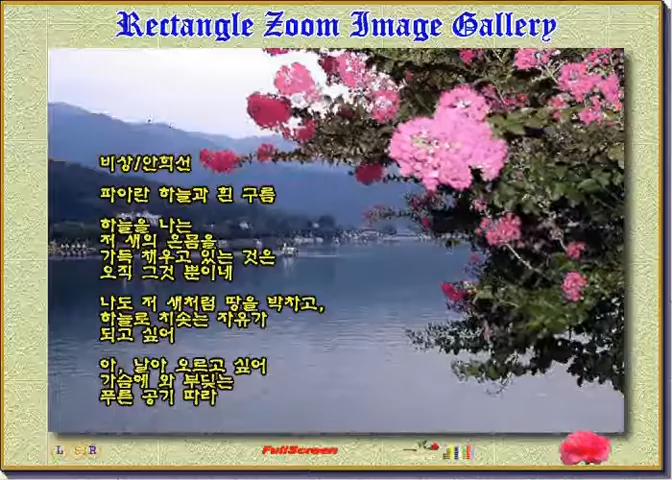 Rectangle Zoom Image Gallery
비상/안희선
파아란 하늘과 흰 구름
하늘을 나는
저 새의 온몸을
가득 채우고 있는 것은
오직 그것 뿐이네
나도 저 새처럼 땅을 박차고,
하늘로 치솟는 자유가
되고 싶어
아, 날아 오르고 싶어
가슴에 와 부딪는
푸른 공기 따라
FullScreen